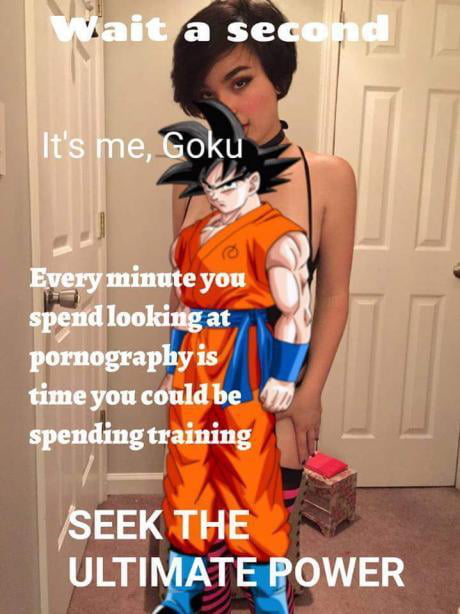 Wait a second
It's me, Goku
Every minute you
spend looking at
pornography is
time you could be
spending training
SEEK THE
ULTIMATE POWER